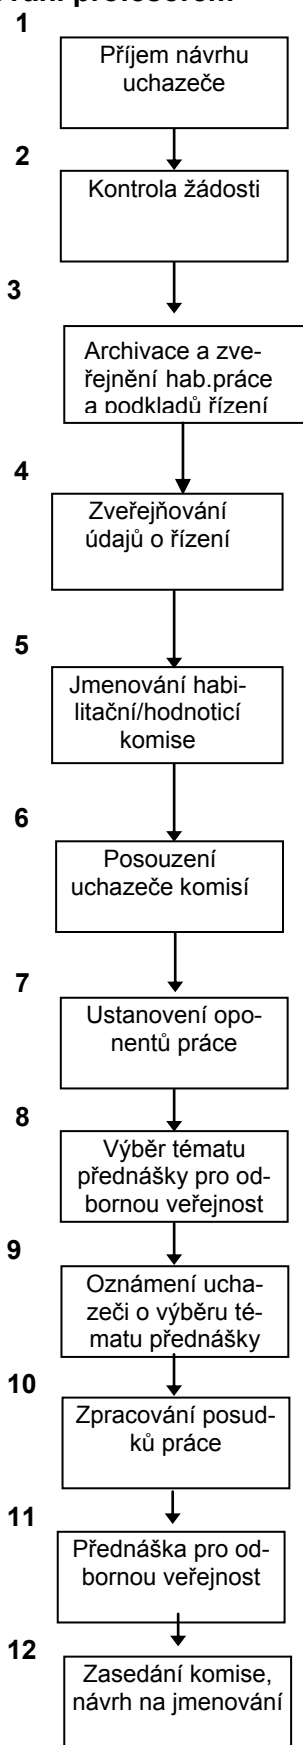 1
Příjem návrhu
uchazeče
2
Kontrola žádosti
3
Archivace a zve-
řejnění hab.práce
a podkladů řízení
4
Zveřejňování
údajů o řízení
5
Jmenování habi-
litační/hodnoticí
komise
6
Posouzení
uchazeče komisí
7
Ustanovení opo-
nentů práce
8
Výběr tématu
přednášky pro od-
bornou veřejnost
9
Oznámení ucha-
zeči o výběru té-
matu přednášky
10
Zpracování posud-
ků práce
11
Přednáška pro od-
bornou veřejnost
12
Zasedání komise,
návrh na jmenování